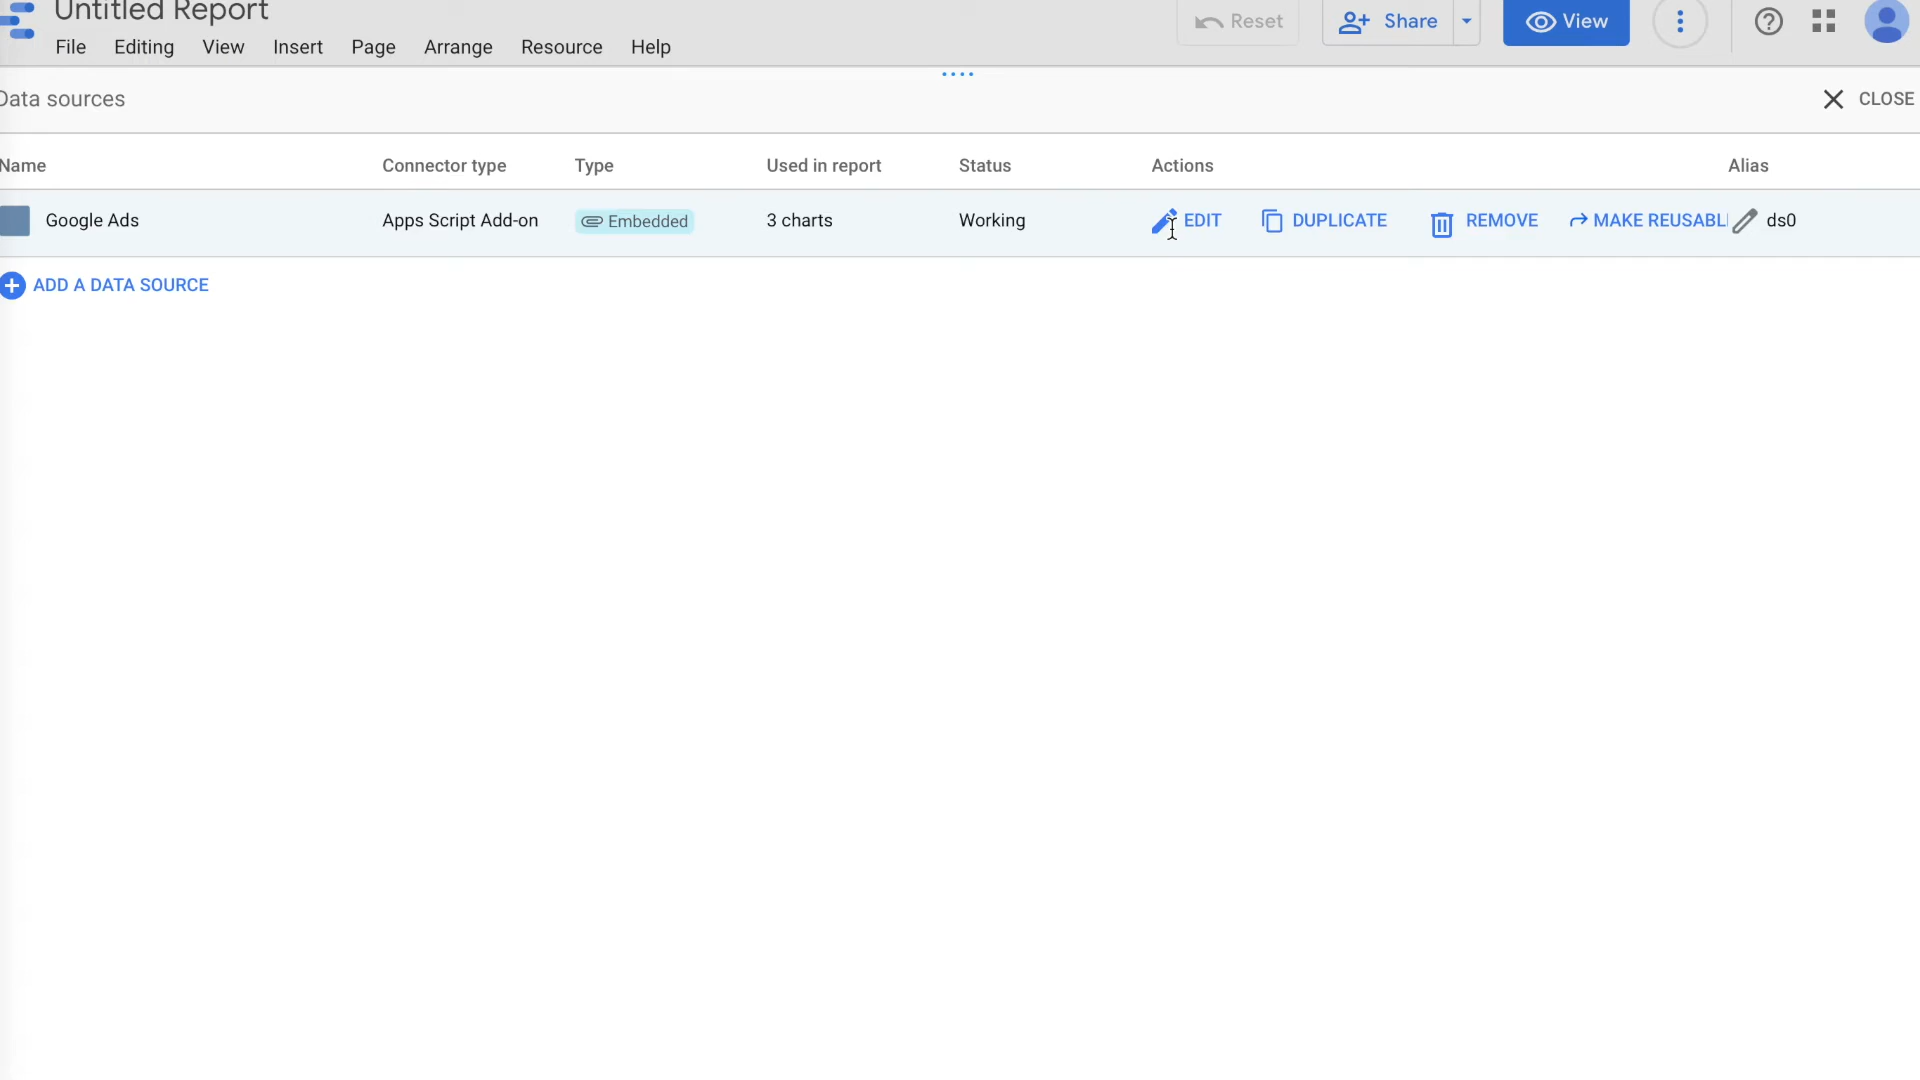 Untitled Report
Reset
Share
View
File Editing View Insert Page Arrange Resource Help
Data sources
CLOSE
Name Connector type Type Used in report Status Actions Alias
Google Ads Apps Script Add-on Embedded 3 charts Working EDIT DUPLICATE REMOVE MAKE REUSABL ds0
ADD A DATA SOURCE